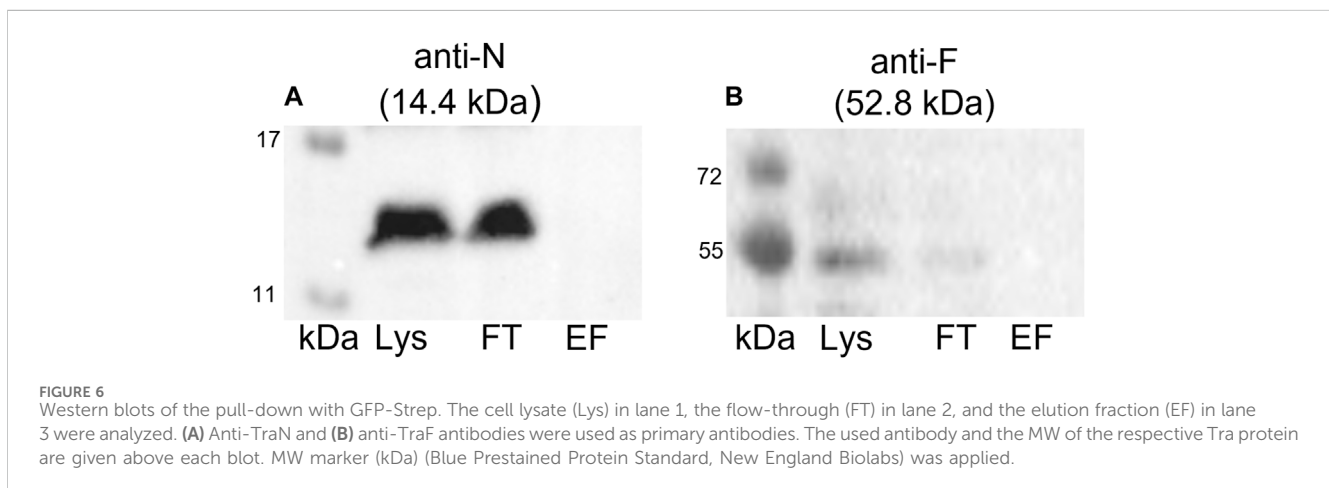 anti-N
(14.4 kDa)
A
17
11
kDa Lys FT EF
anti-F
(52.8 kDa)
B
72
55
kDa Lys FT EF
FIGURE 6
Western blots of the pull-down with GFP-Strep. The cell lysate (Lys) in lane 1, the flow-through (FT) in lane 2, and the elution fraction (EF) in lane
3 were analyzed. (A) Anti-TraN and (B) anti-TraF antibodies were used as primary antibodies. The used antibody and the MW of the respective Tra protein
are given above each blot. MW marker (kDa) (Blue Prestained Protein Standard, New England Biolabs) was applied.